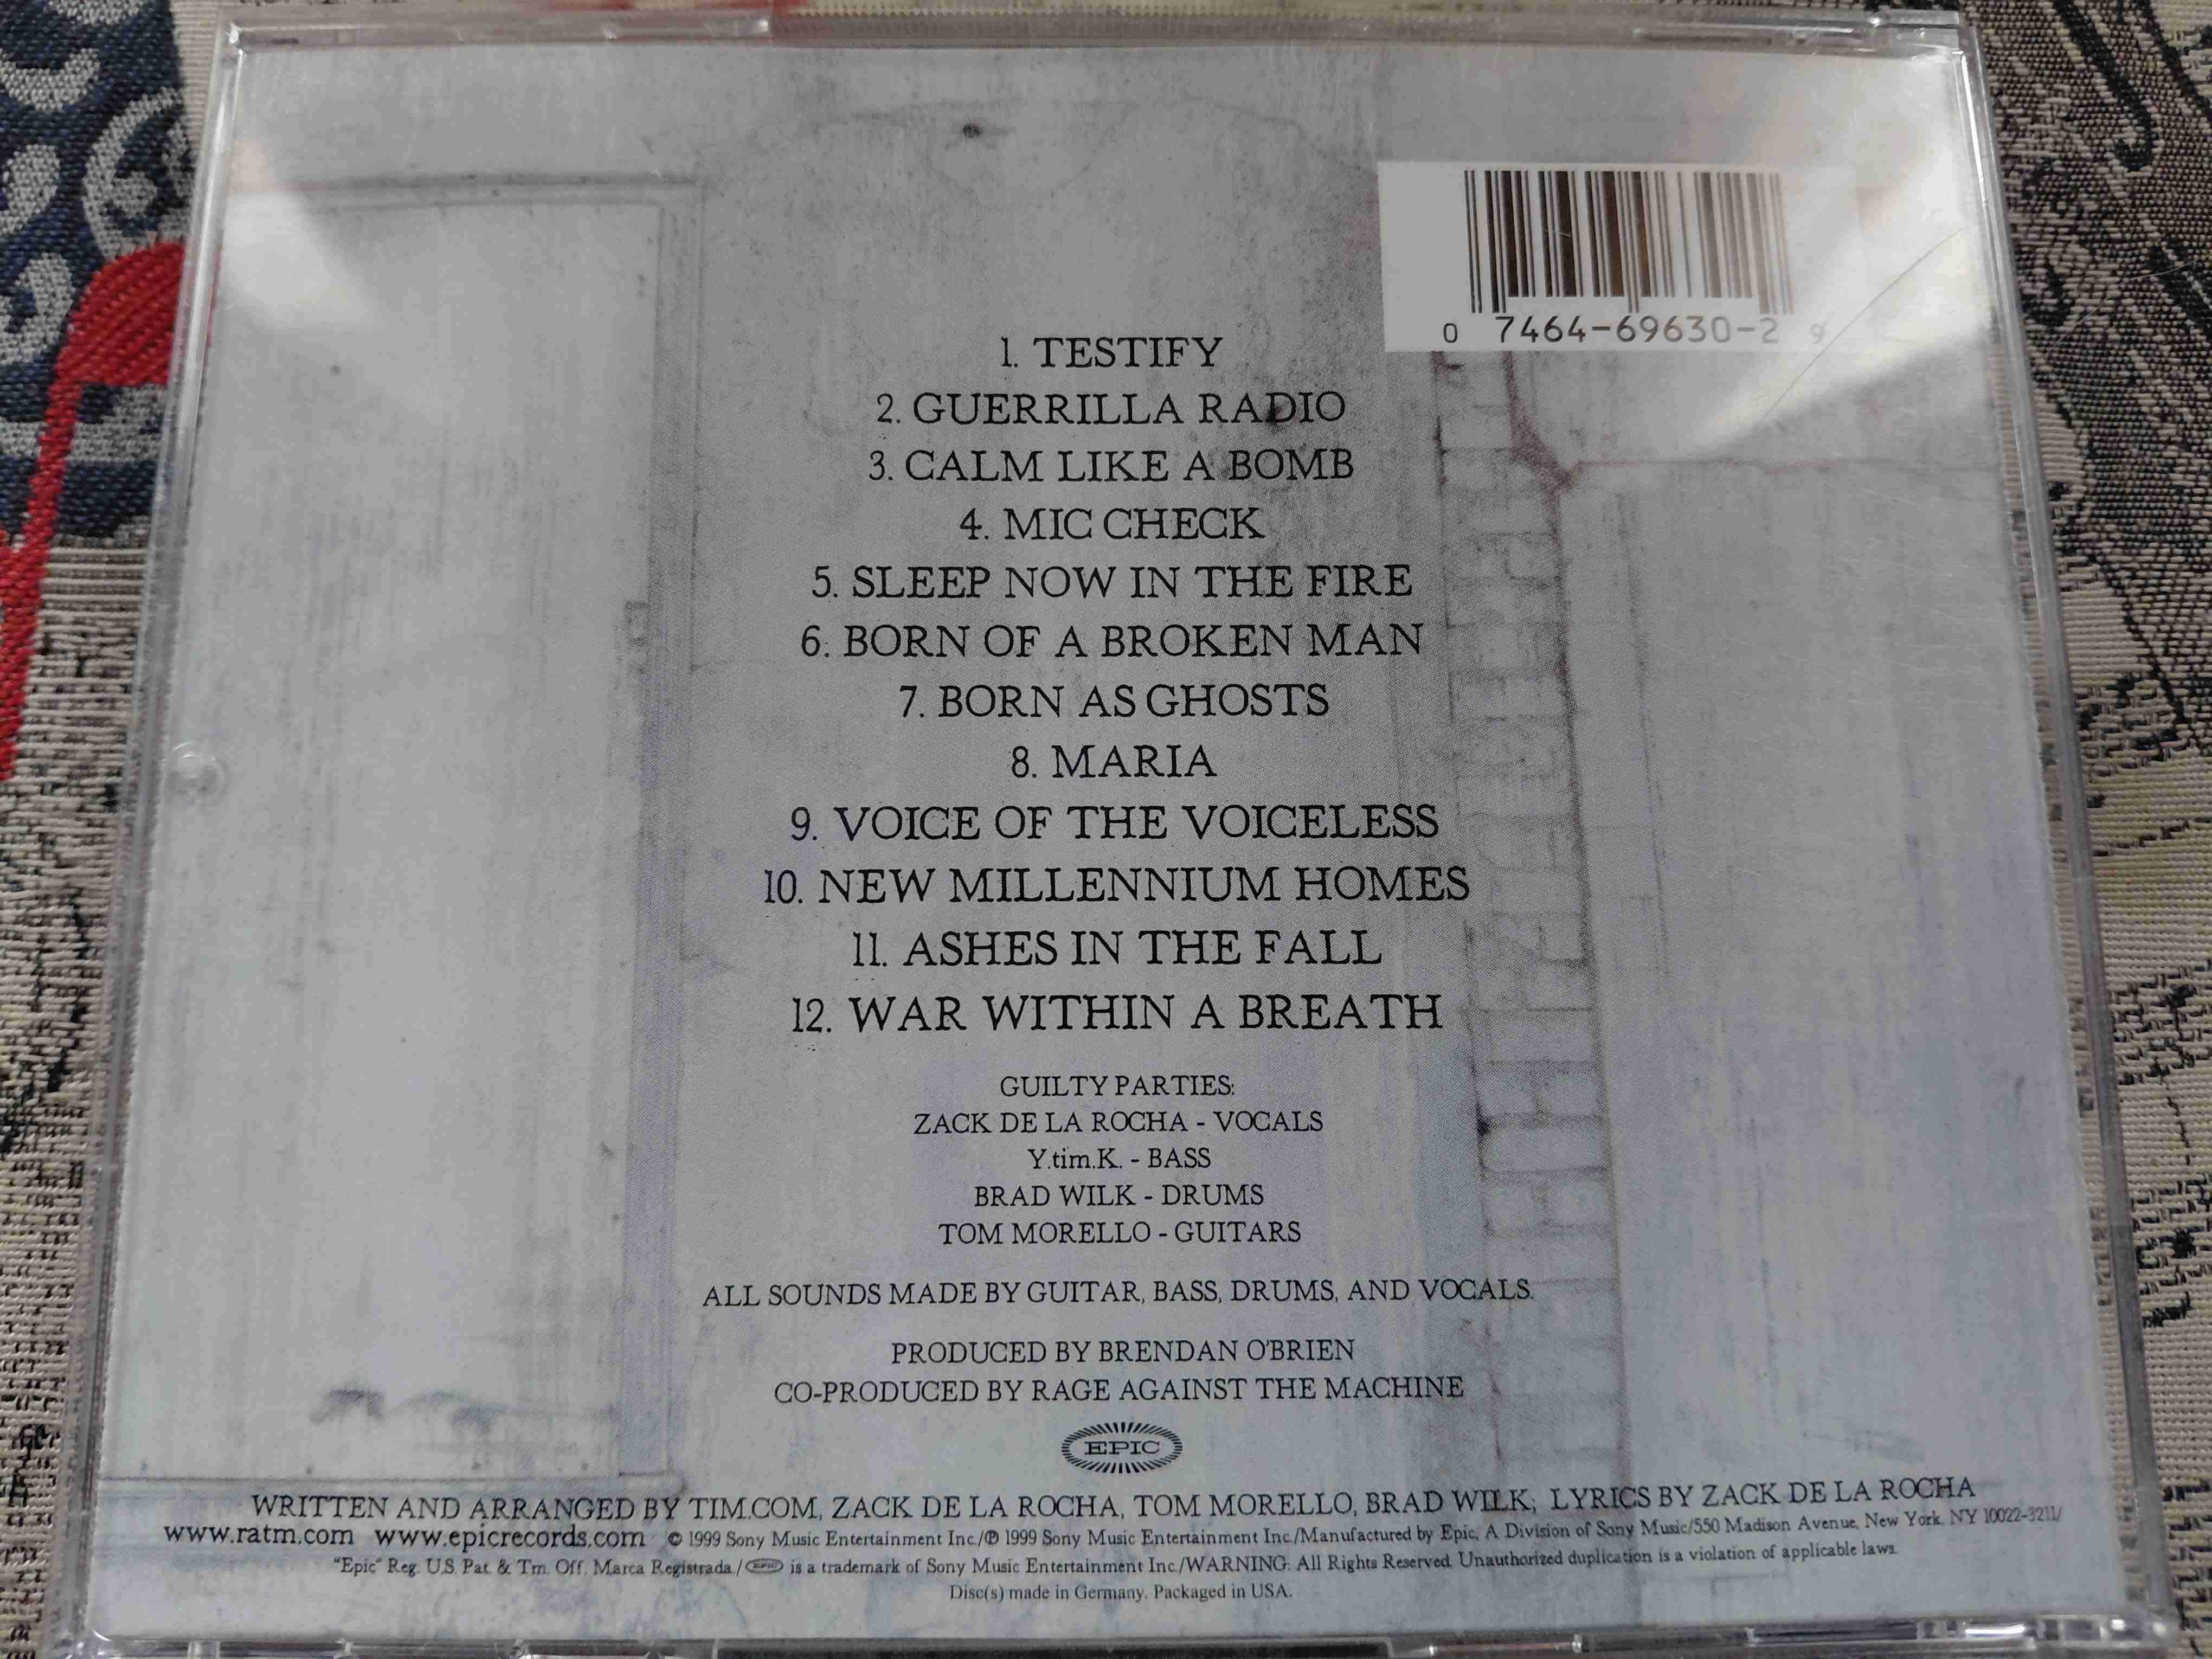 0 7464-69630-2 9
1. TESTIFY
2. GUERRILLA RADIO
3. CALM LIKE A BOMB
4. MIC CHECK
5. SLEEP NOW IN THE FIRE
6. BORN OF A BROKEN MAN
7. BORN AS GHOSTS
8. MARIA
9. VOICE OF THE VOICELESS
10. NEW MILLENNIUM HOMES
11. ASHES IN THE FALL
12. WAR WITHIN A BREATH
GUILTY PARTIES:
ZACK DE LA ROCHA - VOCALS
Y.tim.K. - BASS
BRAD WILK - DRUMS
TOM MORELLO - GUITARS
ALL SOUNDS MADE BY GUITAR, BASS, DRUMS, AND VOCALS.
PRODUCED BY BRENDAN O'BRIEN
CO-PRODUCED BY RAGE AGAINST THE MACHINE
EPIC
WRITTEN AND ARRANGED BY TIM.COM, ZACK DE LA ROCHA, TOM MORELLO, BRAD WILK; LYRICS BY ZACK DE LA ROCHA
www.ratm.com www.epicrecords.com © 1999 Sony Music Entertainment Inc./℗ 1999 Sony Music Entertainment Inc./Manufactured by Epic, A Division of Sony Music/550 Madison Avenue, New York, NY 10022-3211/
"Epic" Reg. U.S. Pat. & Tm. Off. Marca Registrada./EPIC is a trademark of Sony Music Entertainment Inc./WARNING: All Rights Reserved. Unauthorized duplication is a violation of applicable laws.
Disc(s) made in Germany. Packaged in USA.